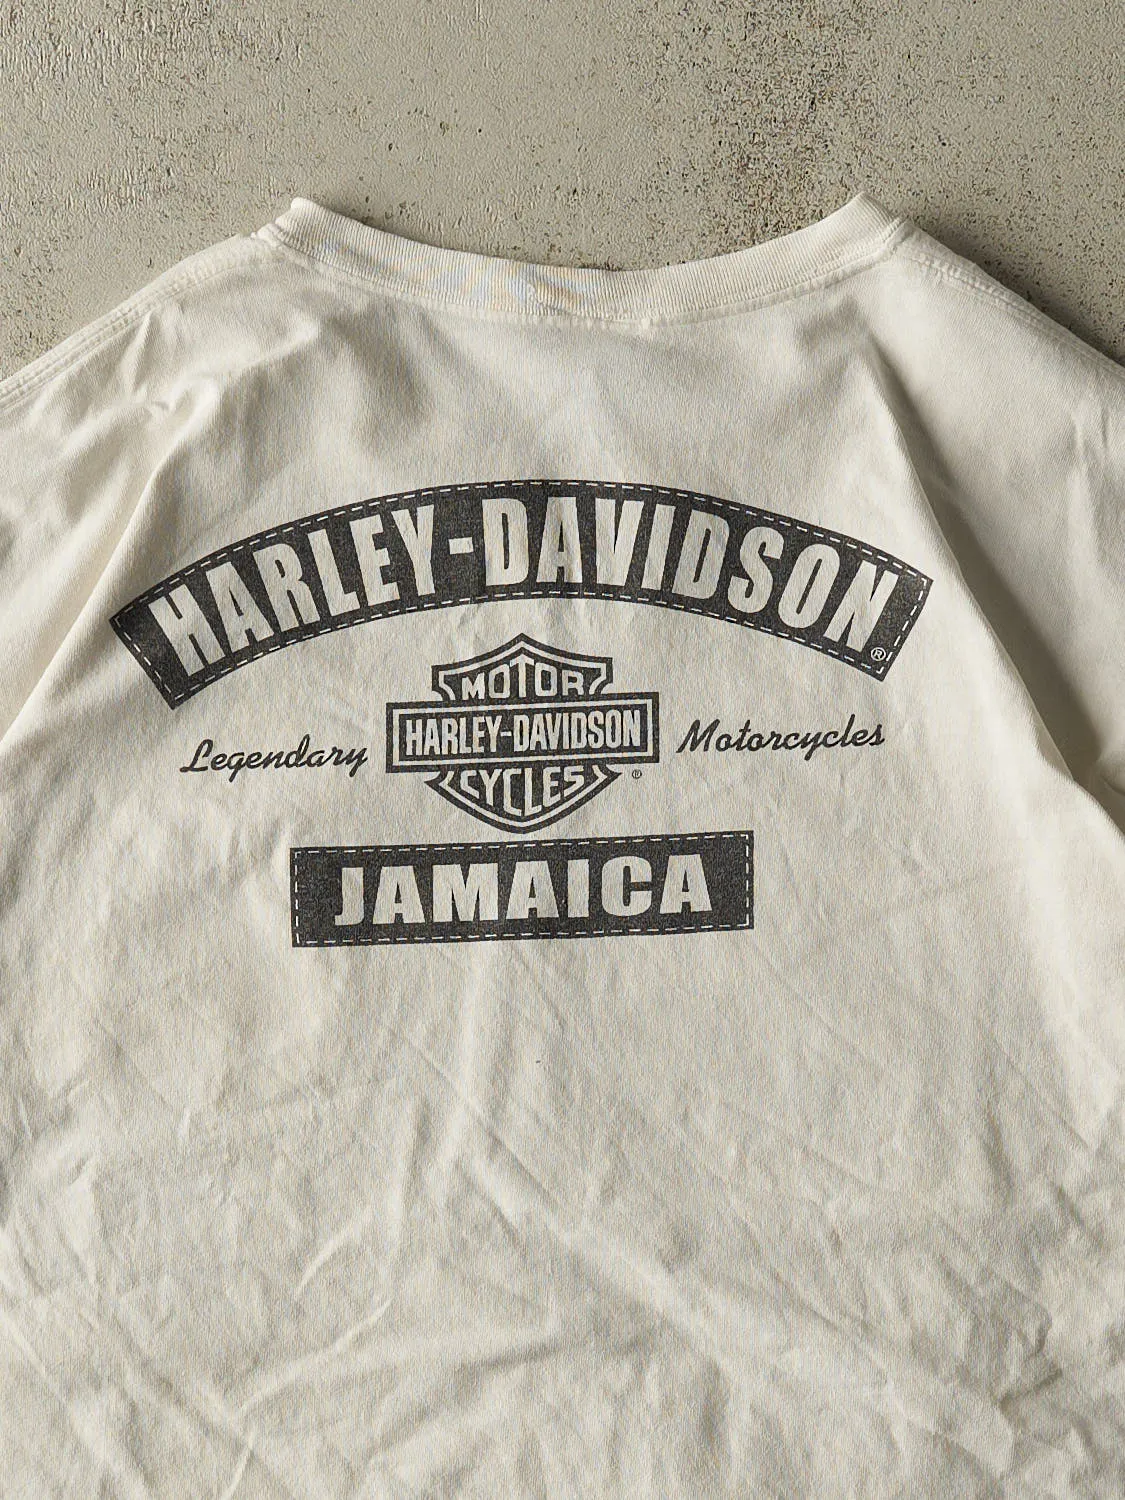 HARLEY-DAVIDSON®
MOTOR
Legendary HARLEY-DAVIDSON Motorcycles
CYCLES ®
JAMAICA